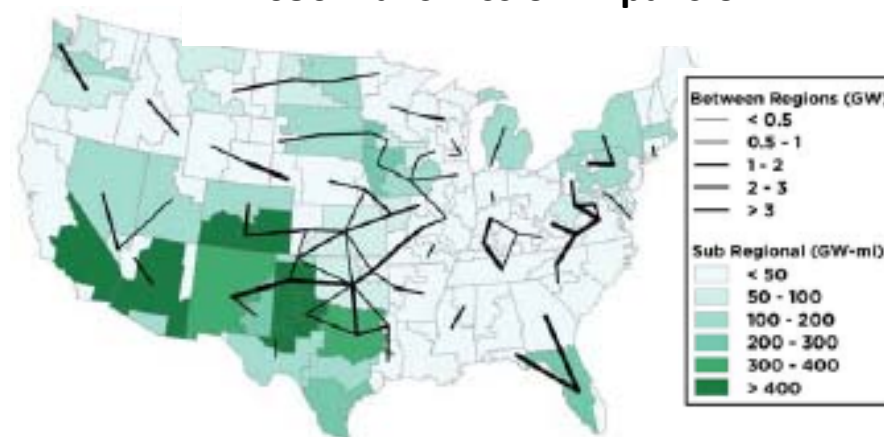 Between Regions (GW)
< 0.5
0.5 - 1
1 - 2
2 - 3
> 3
Sub Regional (GW-mi)
< 50
50 - 100
100 - 200
200 - 300
300 - 400
> 400